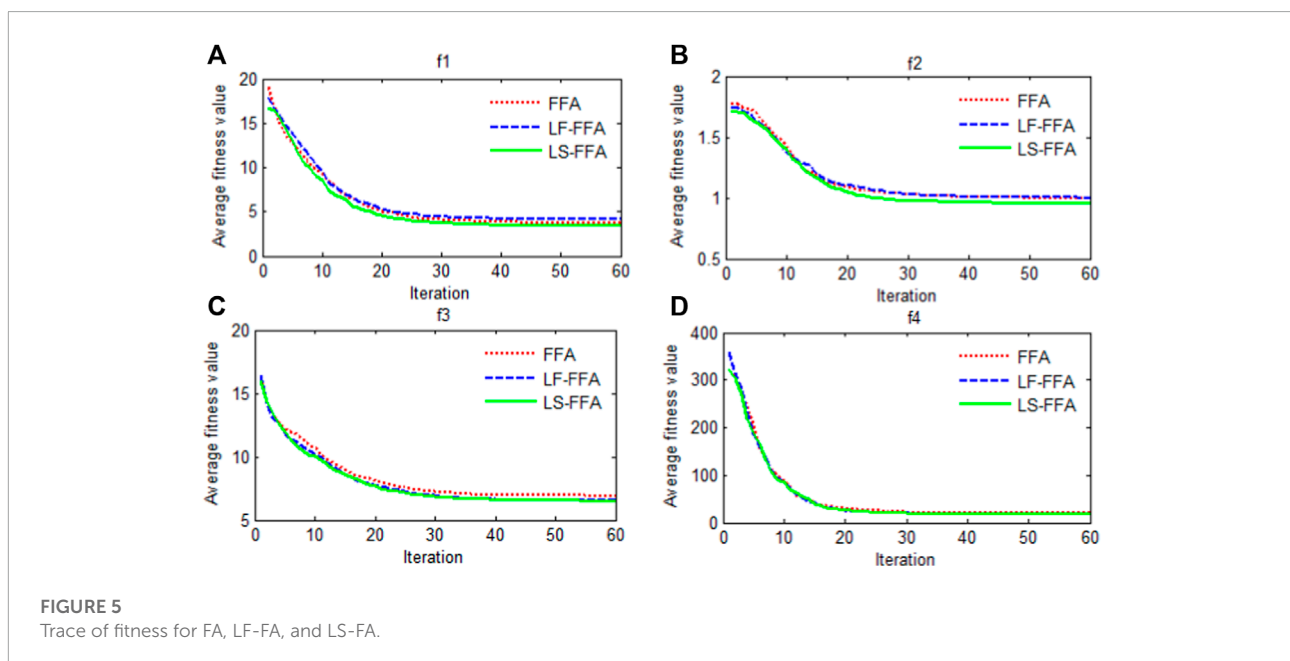 A
f1
20
15
10
5
0
0 10 20 30 40 50 60
Average fitness value
Iteration
FFA
LF-FFA
LS-FFA
B
f2
2
1.5
1
0.5
0 10 20 30 40 50 60
Average fitness value
Iteration
FFA
LF-FFA
LS-FFA
C
f3
20
15
10
5
0 10 20 30 40 50 60
Average fitness value
Iteration
FFA
LF-FFA
LS-FFA
D
f4
400
300
200
100
0
0 10 20 30 40 50 60
Average fitness value
Iteration
FFA
LF-FFA
LS-FFA
FIGURE 5
Trace of fitness for FA, LF-FA, and LS-FA.